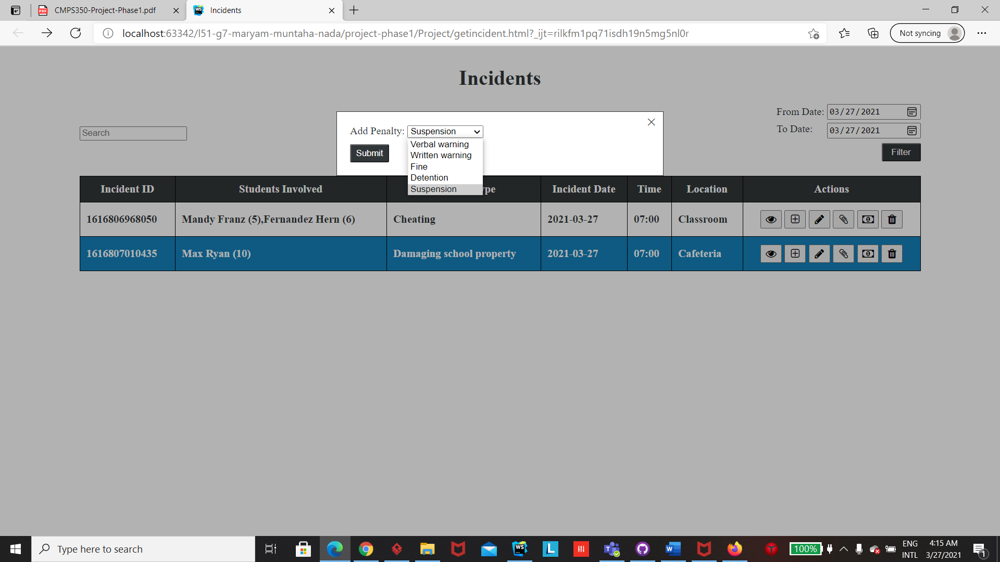 CMPS350-Project-Phase1.pdf
Incidents
localhost:63342/l51-g7-maryam-muntaha-nada/project-phase1/Project/getincident.html?_ijt=rilkfm1pq71isdh19n5mg5nl0r
Not syncing
Incidents
From Date: 03/27/2021
To Date: 03/27/2021
Search
Filter
Add Penalty: Suspension
Submit
Verbal warning
Written warning
Fine
Detention
Suspension
Incident ID Students Involved ype Incident Date Time Location Actions
1616806968050 Mandy Franz (5),Fernandez Hern (6) Cheating 2021-03-27 07:00 Classroom
1616807010435 Max Ryan (10) Damaging school property 2021-03-27 07:00 Cafeteria
Type here to search
100%
ENG
INTL
4:15 AM
3/27/2021
1